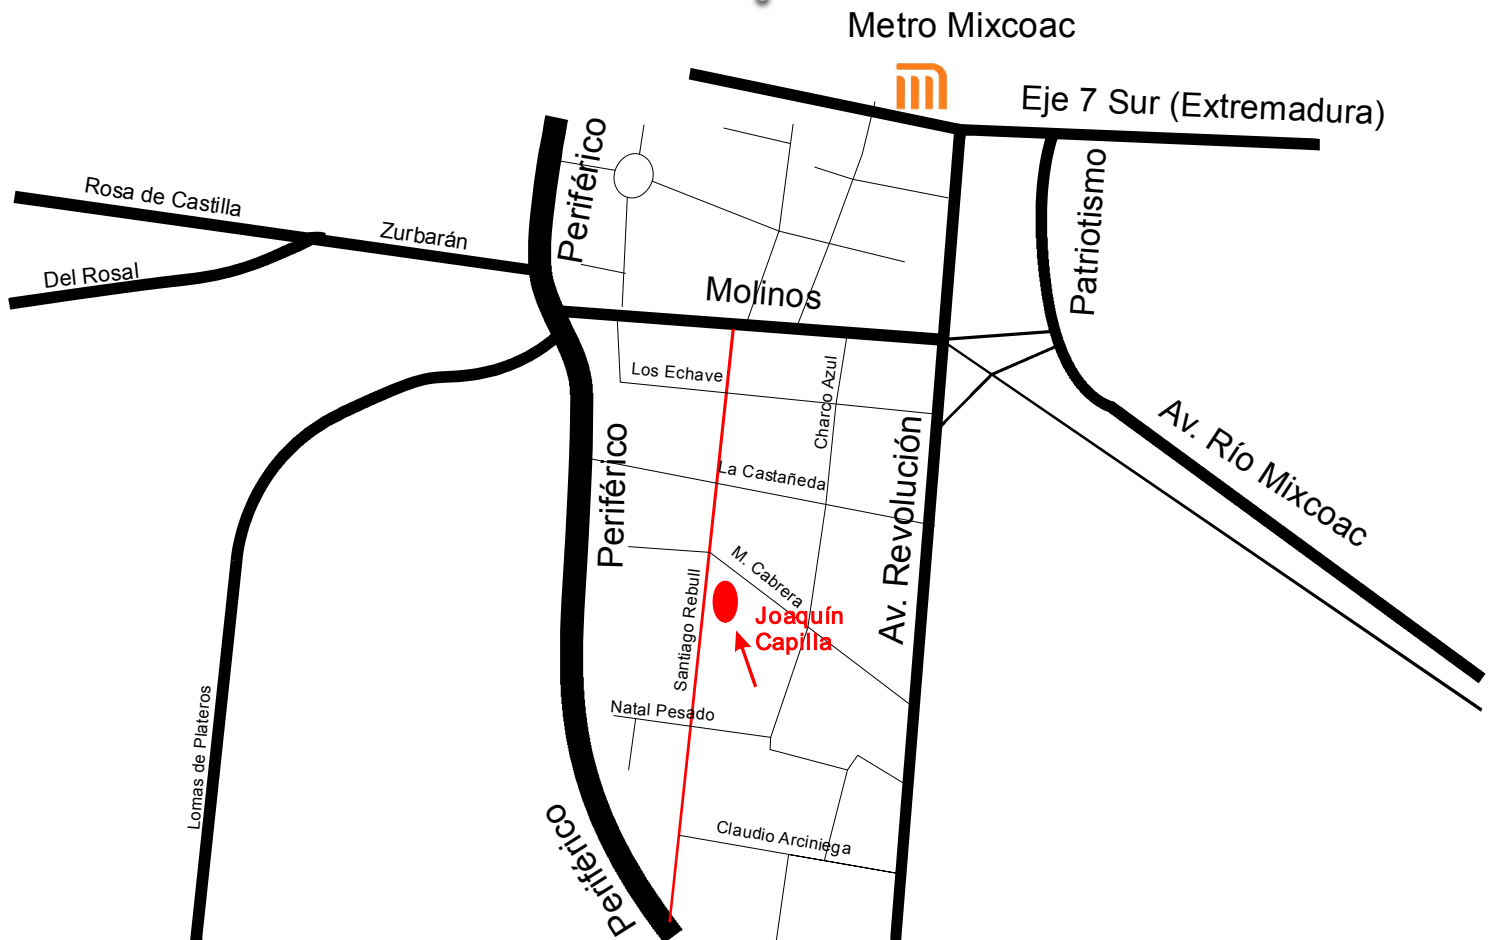 Metro Mixcoac
Eje 7 Sur (Extremadura)
Periférico
Patriotismo
Rosa de Castilla
Zurbarán
Del Rosal
Molinos
Los Echave
Charco Azul
Av. Río Mixcoac
Periférico
La Castañeda
Av. Revolución
M. Cabrera
Santiago Rebull
Joaquín
Capilla
Natal Pesado
Lomas de Plateros
Periférico
Claudio Arciniega